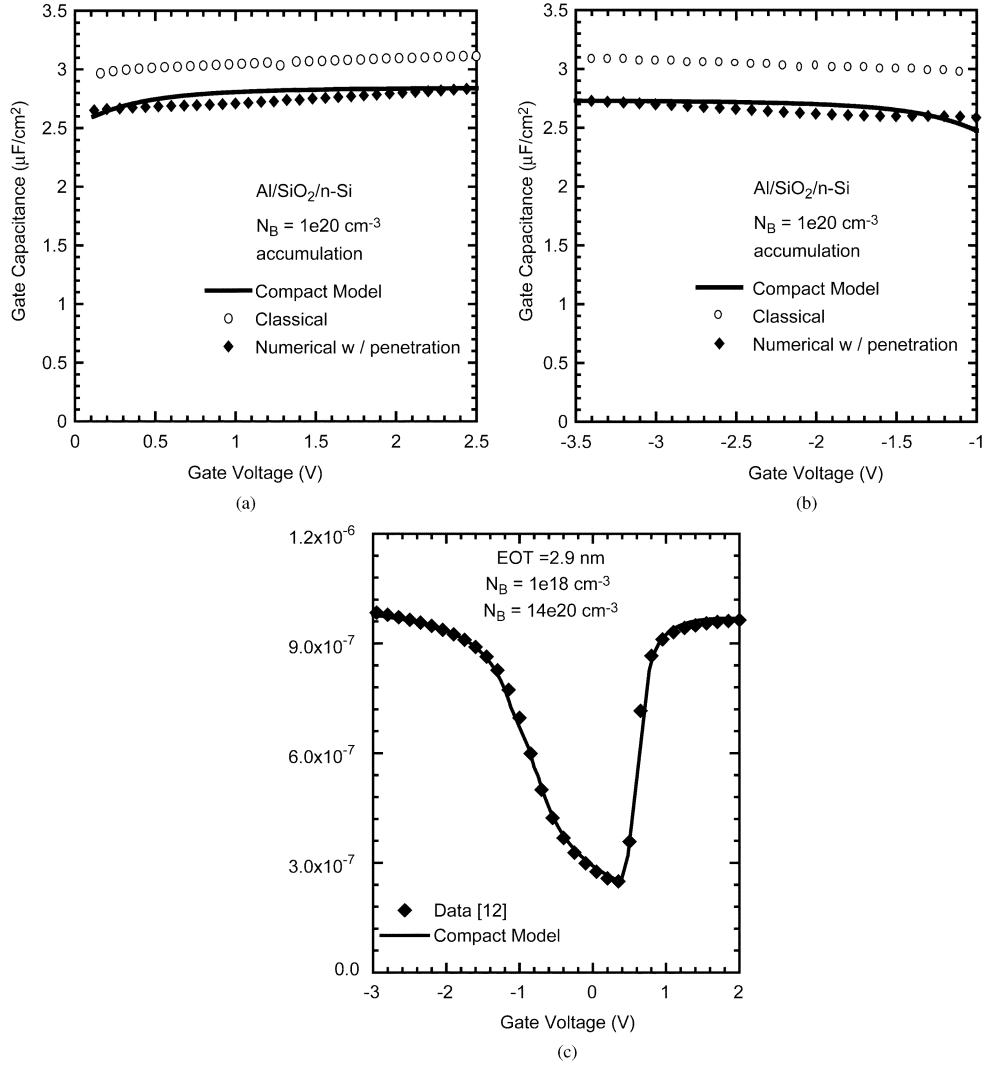 3.5
3
2.5
2
1.5
1
0.5
0
Gate Capacitance (µF/cm²)
Al/SiO₂/n-Si
N_B = 1e20 cm⁻³
accumulation
Compact Model
Classical
Numerical w / penetration
0 0.5 1 1.5 2 2.5
Gate Voltage (V)
(a)
3.5
3
2.5
2
1.5
1
0.5
0
Gate Capacitance (µF/cm²)
Al/SiO₂/n-Si
N_B = 1e20 cm⁻³
accumulation
Compact Model
Classical
Numerical w / penetration
-3.5 -3 -2.5 -2 -1.5 -1
Gate Voltage (V)
(b)
1.2x10⁻⁶
9.0x10⁻⁷
6.0x10⁻⁷
3.0x10⁻⁷
0.0
EOT =2.9 nm
N_B = 1e18 cm⁻³
N_B = 14e20 cm⁻³
Data [12]
Compact Model
-3 -2 -1 0 1 2
Gate Voltage (V)
(c)